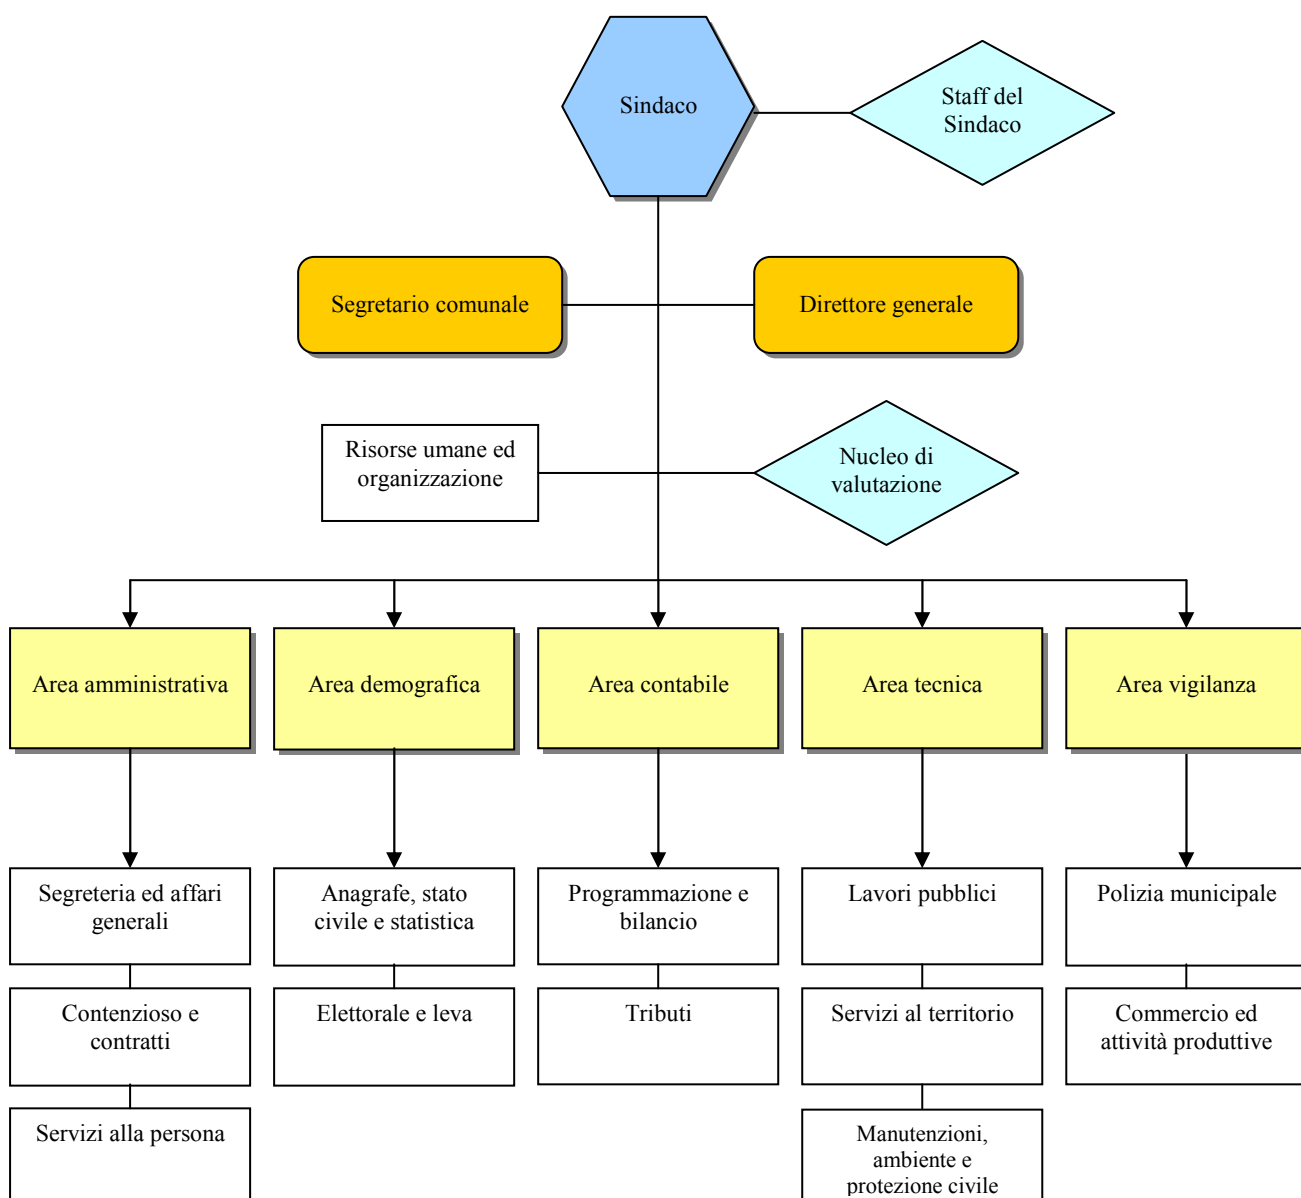 Sindaco
Staff del
Sindaco
Segretario comunale
Direttore generale
Risorse umane ed
organizzazione
Nucleo di
valutazione
Area amministrativa
Area demografica
Area contabile
Area tecnica
Area vigilanza
Segreteria ed affari
generali
Anagrafe, stato
civile e statistica
Programmazione e
bilancio
Lavori pubblici
Polizia municipale
Contenzioso e
contratti
Elettorale e leva
Tributi
Servizi al territorio
Commercio ed
attività produttive
Servizi alla persona
Manutenzioni,
ambiente e
protezione civile